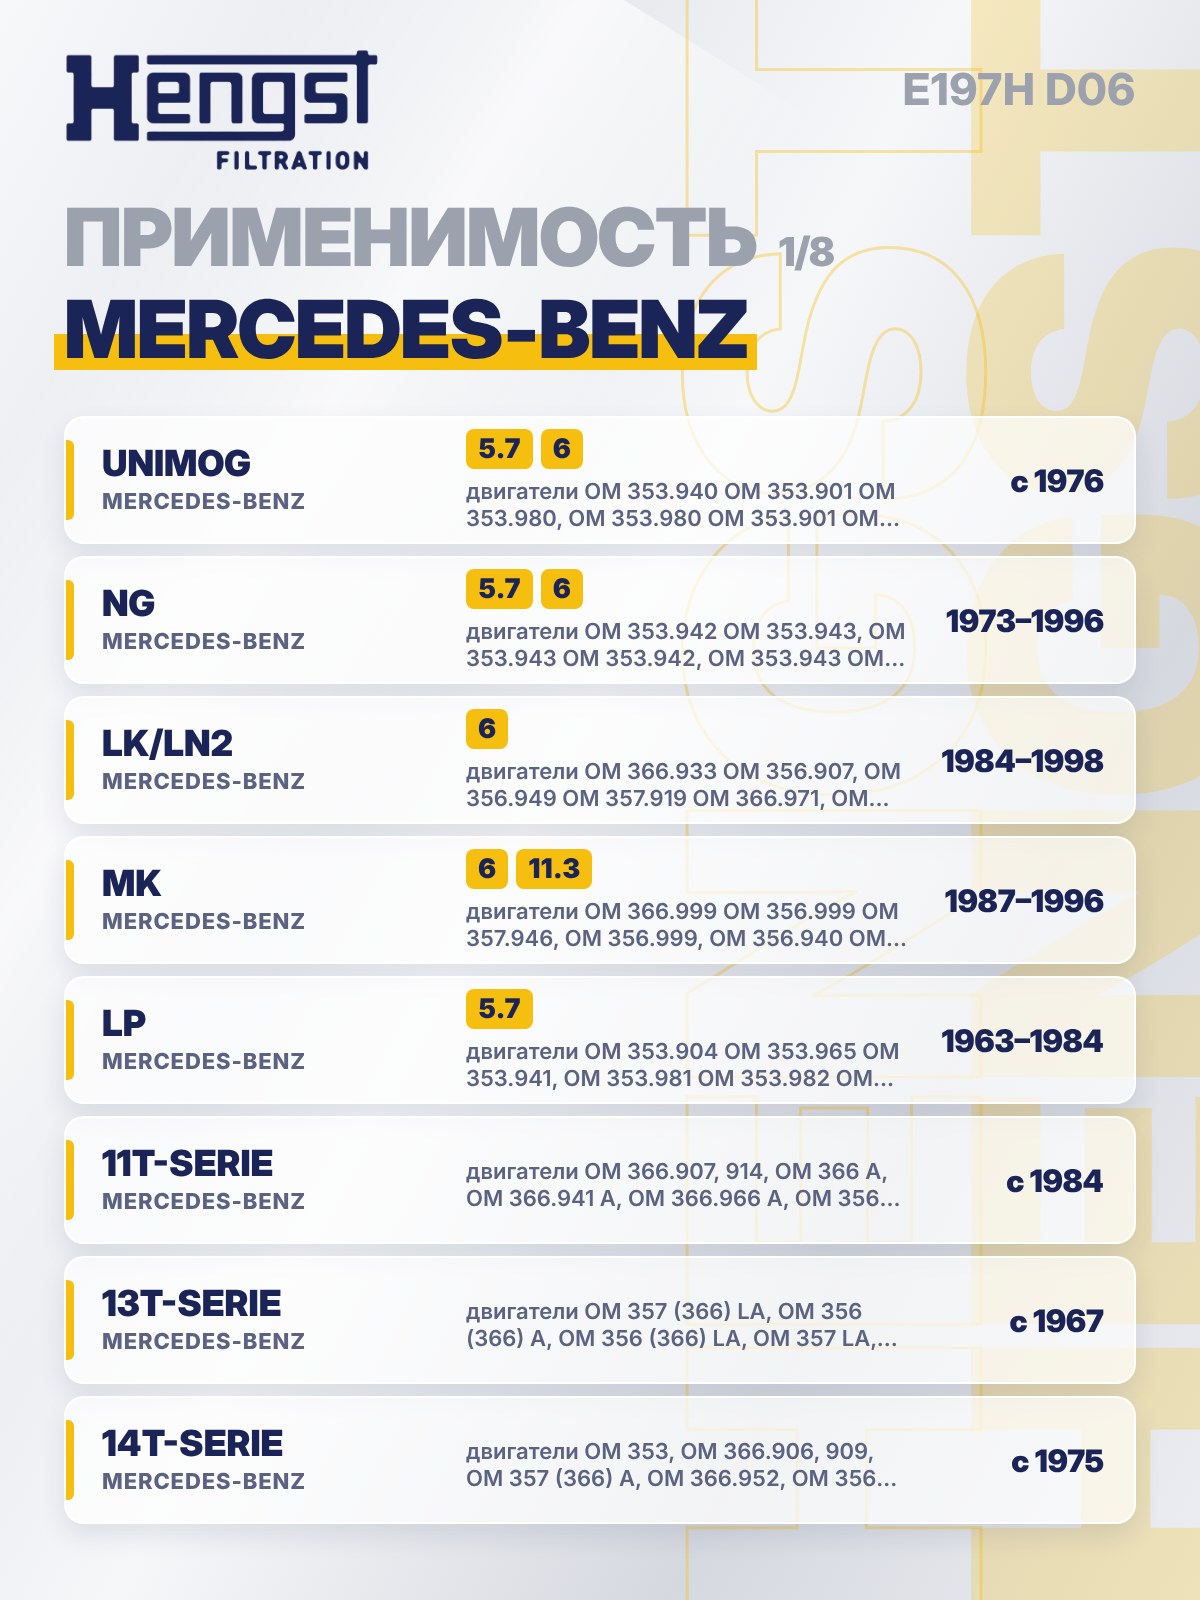 Hengst
FILTRATION
E197H D06
ПРИМЕНИМОСТЬ 1/8
MERCEDES-BENZ
UNIMOG
MERCEDES-BENZ
5.7 6
двигатели OM 353.940 OM 353.901 OM
353.980, OM 353.980 OM 353.901 OM...
с 1976
NG
MERCEDES-BENZ
5.7 6
двигатели OM 353.942 OM 353.943, OM
353.943 OM 353.942, OM 353.943 OM...
1973–1996
LK/LN2
MERCEDES-BENZ
6
двигатели OM 366.933 OM 356.907, OM
356.949 OM 357.919 OM 366.971, OM...
1984–1998
MK
MERCEDES-BENZ
6 11.3
двигатели OM 366.999 OM 356.999 OM
357.946, OM 356.999, OM 356.940 OM...
1987–1996
LP
MERCEDES-BENZ
5.7
двигатели OM 353.904 OM 353.965 OM
353.941, OM 353.981 OM 353.982 OM...
1963–1984
11T-SERIE
MERCEDES-BENZ
двигатели OM 366.907, 914, OM 366 A,
OM 366.941 A, OM 366.966 A, OM 356...
с 1984
13T-SERIE
MERCEDES-BENZ
двигатели OM 357 (366) LA, OM 356
(366) A, OM 356 (366) LA, OM 357 LA,...
с 1967
14T-SERIE
MERCEDES-BENZ
двигатели OM 353, OM 366.906, 909,
OM 357 (366) A, OM 366.952, OM 356...
с 1975